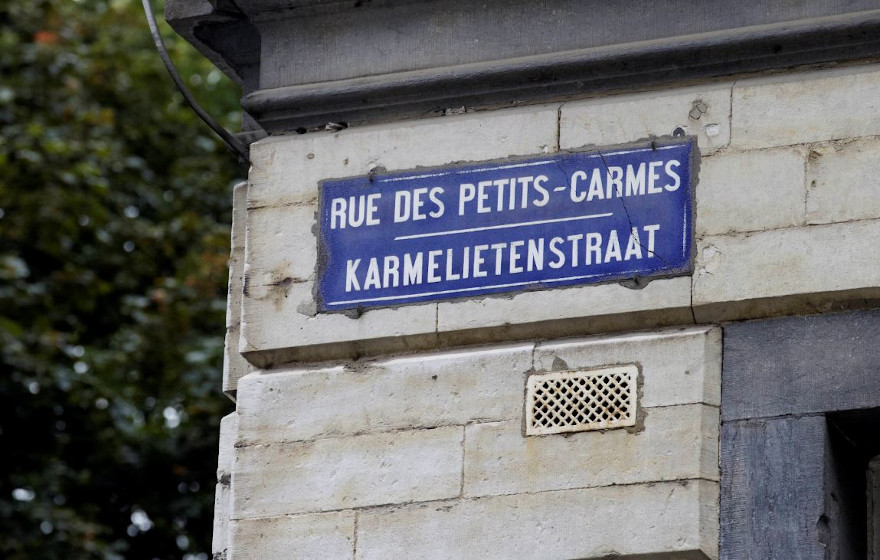 RUE DES PETITS-CARMES
KARMELIETENSTRAAT